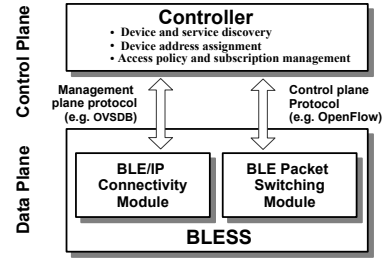 Control Plane
Controller
• Device and service discovery
• Device address assignment
• Access policy and subscription management
Management
plane protocol
(e.g. OVSDB)
Control plane
Protocol
(e.g. OpenFlow)
Data Plane
BLE/IP
Connectivity
Module
BLE Packet
Switching
Module
BLESS